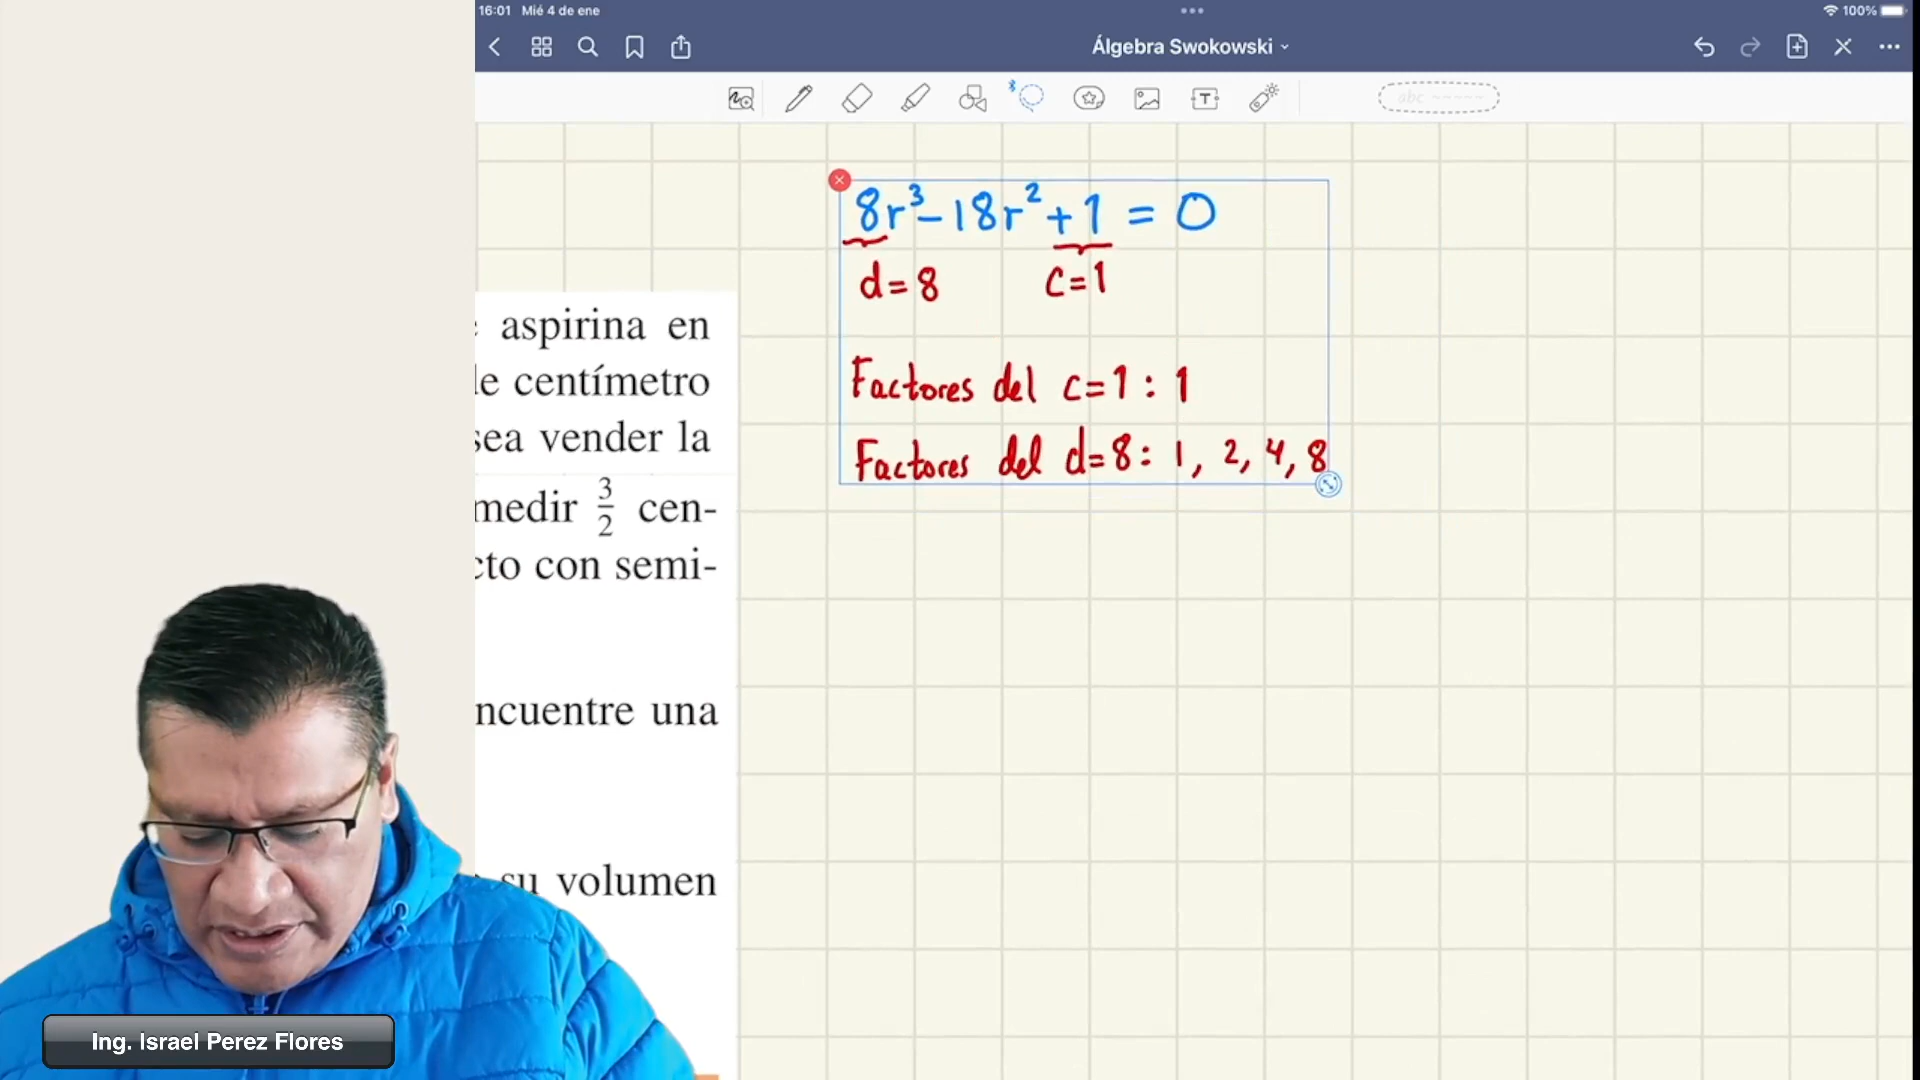 16:01 Mié 4 de ene
100%
Álgebra Swokowski
abc
8r³-18r²+1 = 0
d=8 c=1
Factores del c=1 : 1
Factores del d=8: 1, 2, 4, 8
aspirina en
le centímetro
sea vender la
medir 3/2 cen-
cto con semi-
ncuentre una
su volumen
Ing. Israel Perez Flores